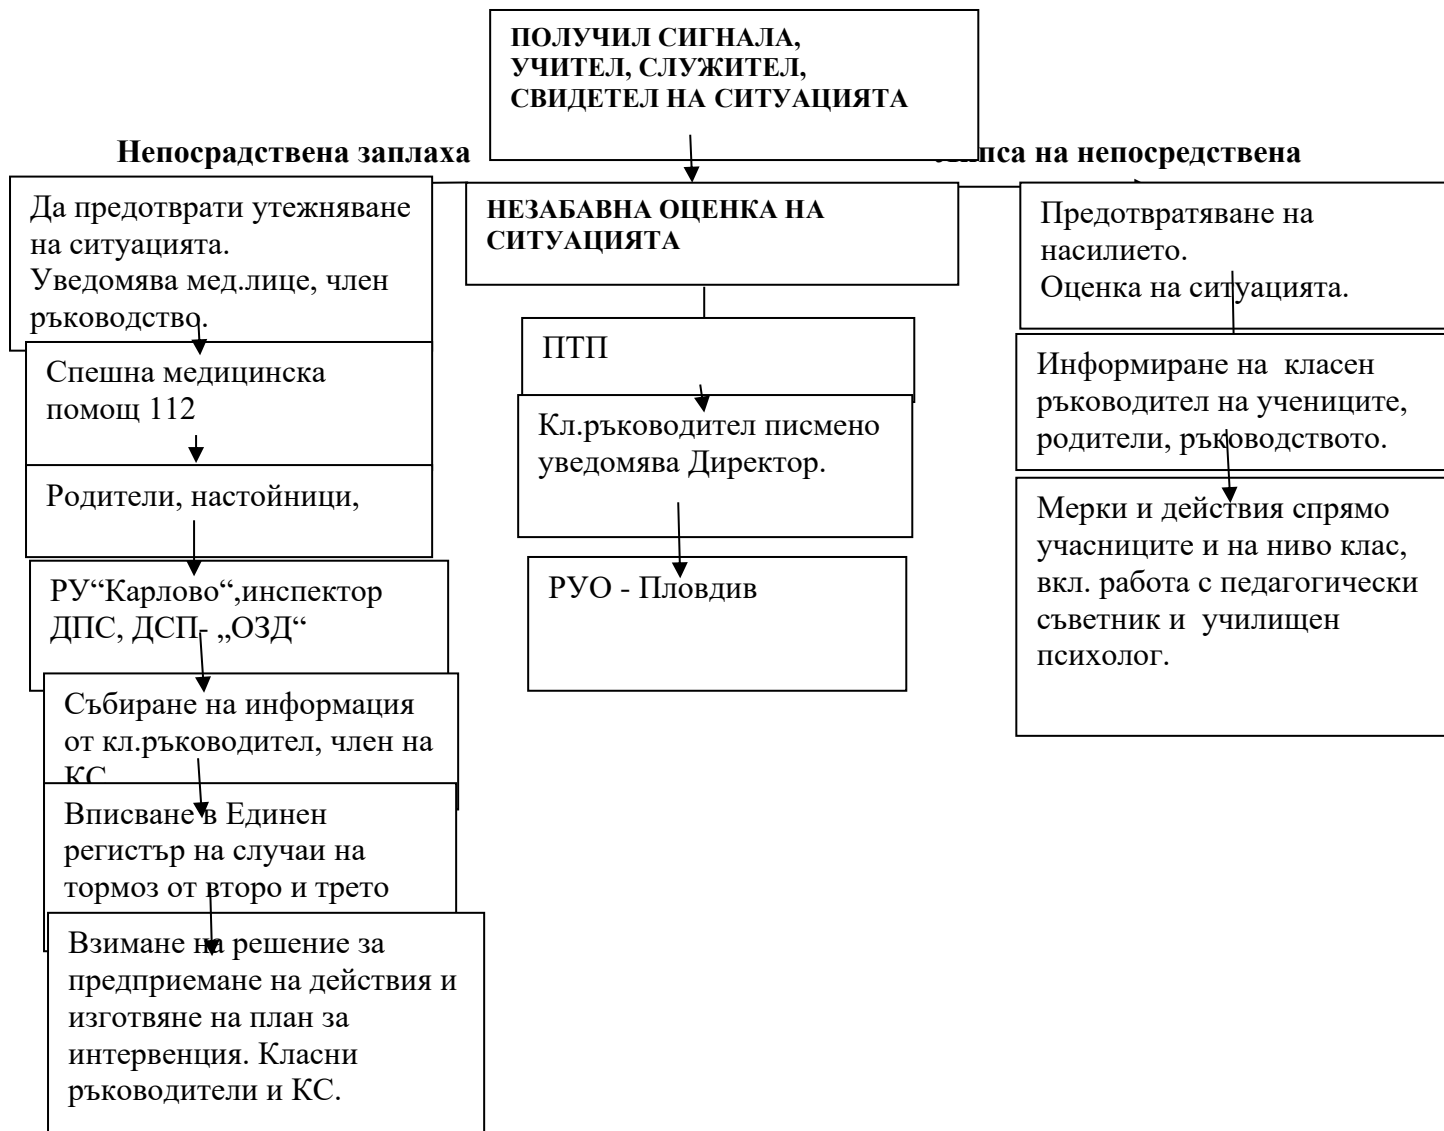 ПОЛУЧИЛ СИГНАЛА,
УЧИТЕЛ, СЛУЖИТЕЛ,
СВИДЕТЕЛ НА СИТУАЦИЯТА
Непосрадствена заплаха
на непосредствена
НЕЗАБАВНА ОЦЕНКА НА
СИТУАЦИЯТА
Да предотврати утежняване
на ситуацията.
Уведомява мед.лице, член
ръководство.
Спешна медицинска
помощ 112
Родители, настойници,
РУ“Карлово“,инспектор
ДПС, ДСП- „ОЗД“
Събиране на информация
от кл.ръководител, член на
КС
Вписване в Единен
регистър на случаи на
тормоз от второ и трето
Взимане на решение за
предприемане на действия и
изготвяне на план за
интервенция. Класни
ръководители и КС.
ПТП
Кл.ръководител писмено
уведомява Директор.
РУО - Пловдив
Предотвратяване на
насилието.
Оценка на ситуацията.
Информиране на класен
ръководител на учениците,
родители, ръководството.
Мерки и действия спрямо
учасниците и на ниво клас,
вкл. работа с педагогически
съветник и училищен
психолог.